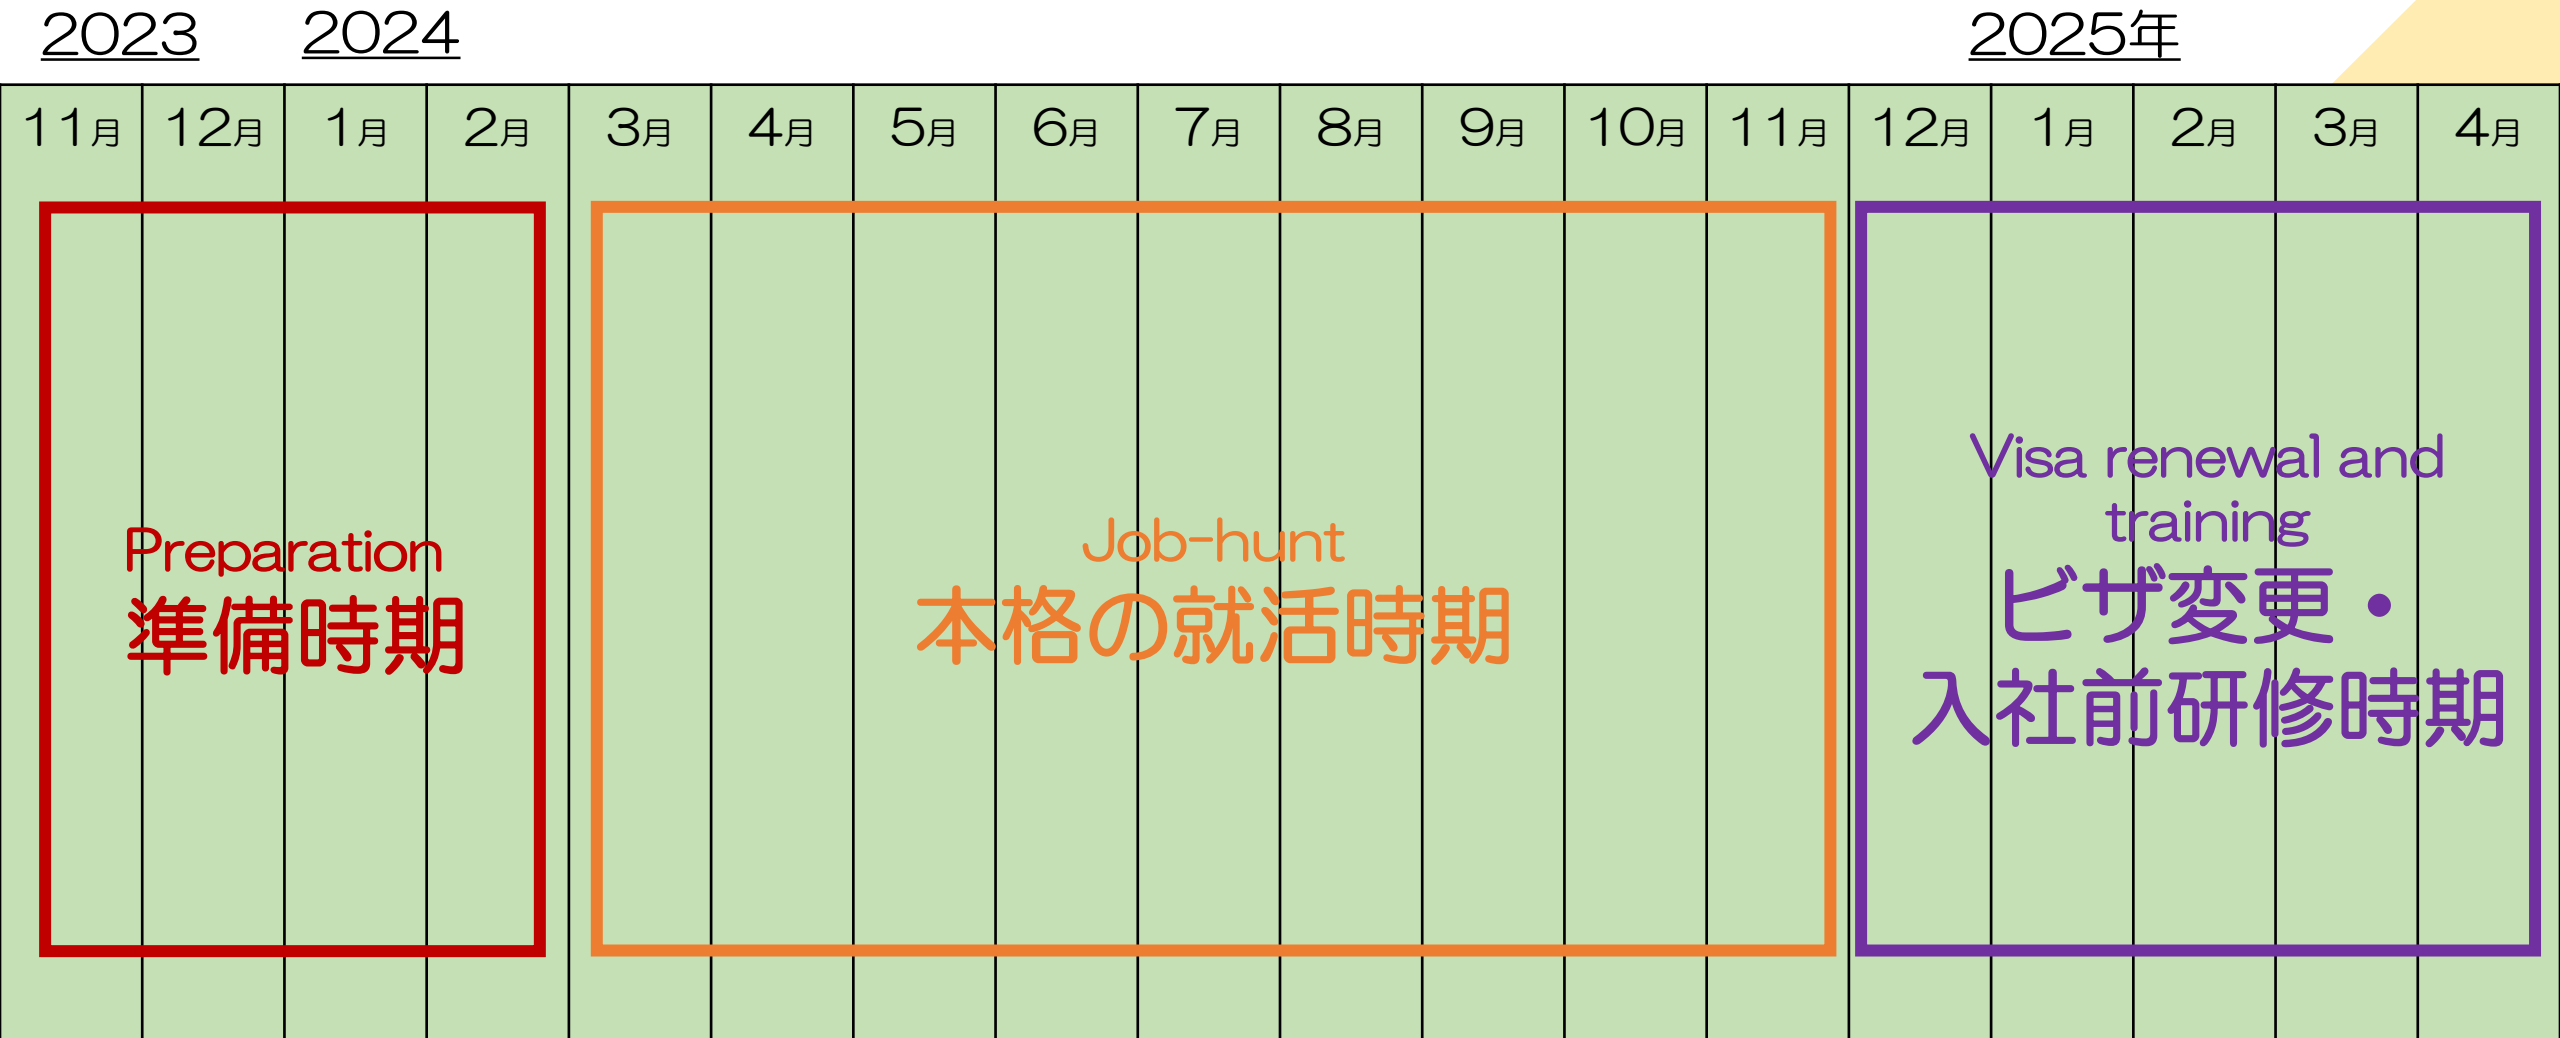 2023 2024 2025年
11月 12月 1月 2月 3月 4月 5月 6月 7月 8月 9月 10月 11月 12月 1月 2月 3月 4月
Preparation
準備時期
Job-hunt
本格の就活時期
Visa renewal and
training
ビザ変更・
入社前研修時期